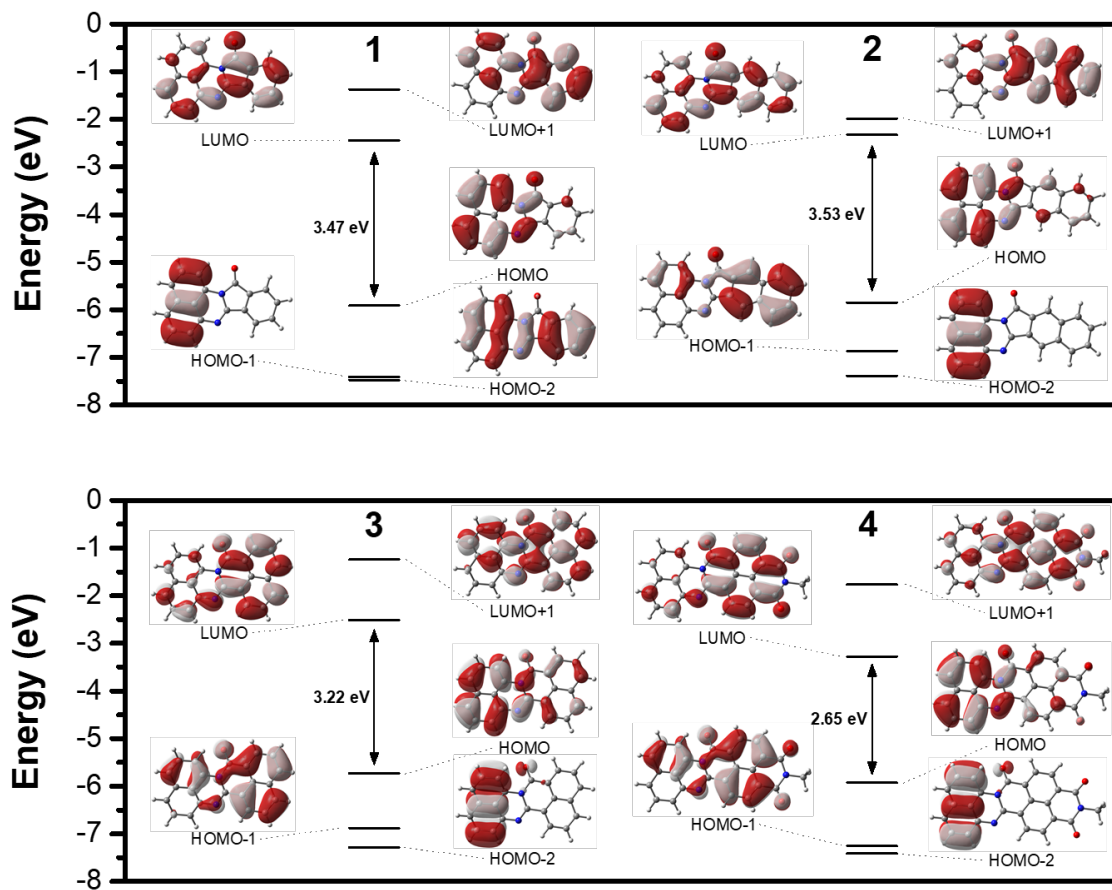 Energy (eV)
0
-1
-2
-3
-4
-5
-6
-7
-8
1
LUMO
LUMO+1
3.47 eV
HOMO
HOMO-1
HOMO-2
2
LUMO
LUMO+1
3.53 eV
HOMO
HOMO-1
HOMO-2
Energy (eV)
0
-1
-2
-3
-4
-5
-6
-7
-8
3
LUMO
LUMO+1
3.22 eV
HOMO
HOMO-1
HOMO-2
4
LUMO
LUMO+1
2.65 eV
HOMO
HOMO-1
HOMO-2